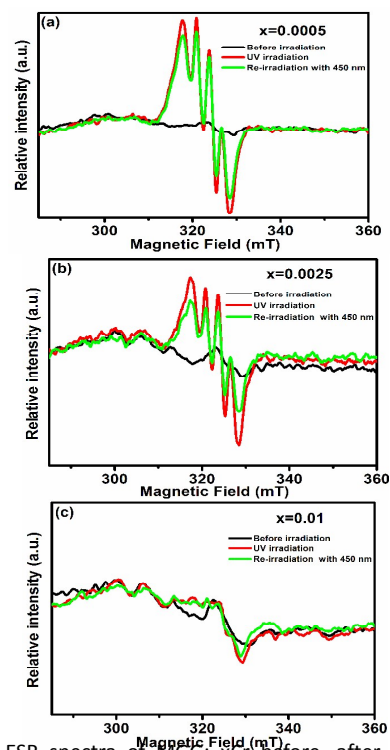 (a)
x=0.0005
Before irradiation
UV irradiation
Re-irradiation with 450 nm
Relative intensity (a.u.)
300 320 340 360
Magnetic Field (mT)
(b)
x=0.0025
Before irradiation
UV irradiation
Re-irradiation with 450 nm
Relative intensity (a.u.)
300 320 340 360
Magnetic Field (mT)
(c)
x=0.01
Before irradiation
UV irradiation
Re-irradiation with 450 nm
Relative intensity (a.u.)
300 320 340 360
Magnetic Field (mT)
ESR spectra of before, after